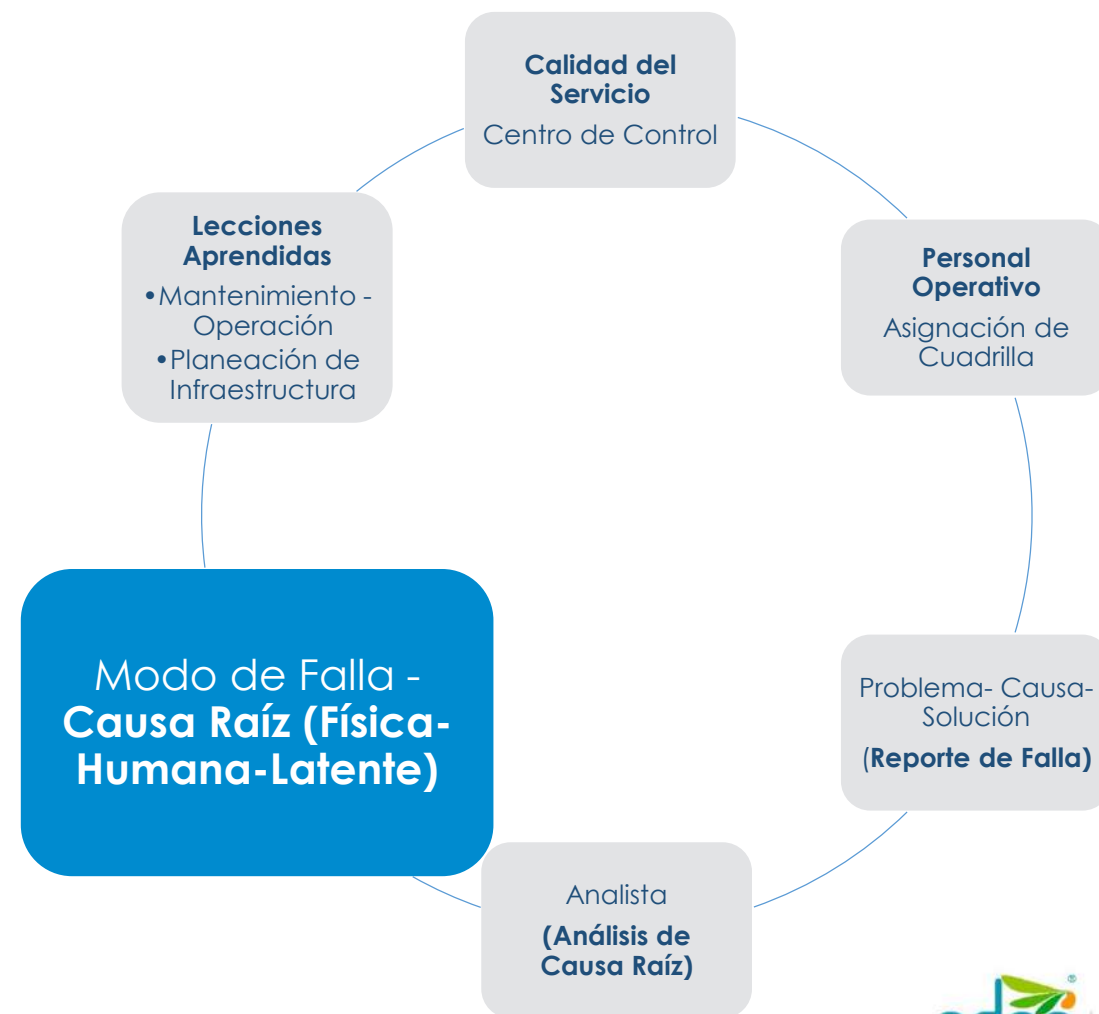 Calidad del
Servicio
Centro de Control
Personal
Operativo
Asignación de
Cuadrilla
Problema- Causa-
Solución
(Reporte de Falla)
Analista
(Análisis de
Causa Raíz)
Modo de Falla -
Causa Raíz (Física-
Humana-Latente)
Lecciones
Aprendidas
•Mantenimiento -
Operación
•Planeación de
Infraestructura